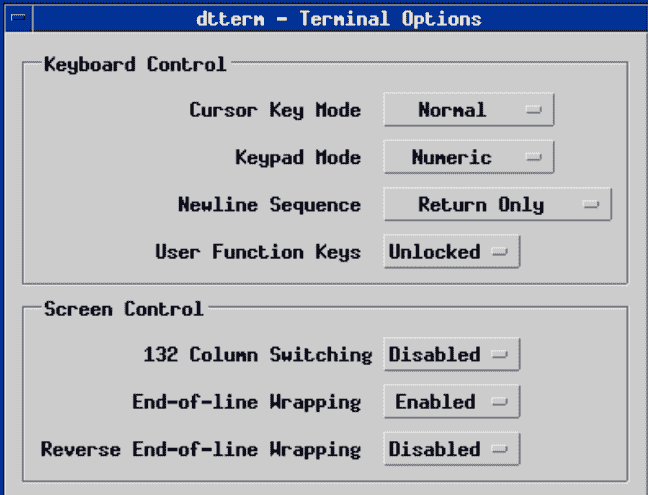 dtterm - Terminal Options
Keyboard Control
Cursor Key Mode Normal
Keypad Mode Numeric
Newline Sequence Return Only
User Function Keys Unlocked
Screen Control
132 Column Switching Disabled
End-of-line Wrapping Enabled
Reverse End-of-line Wrapping Disabled